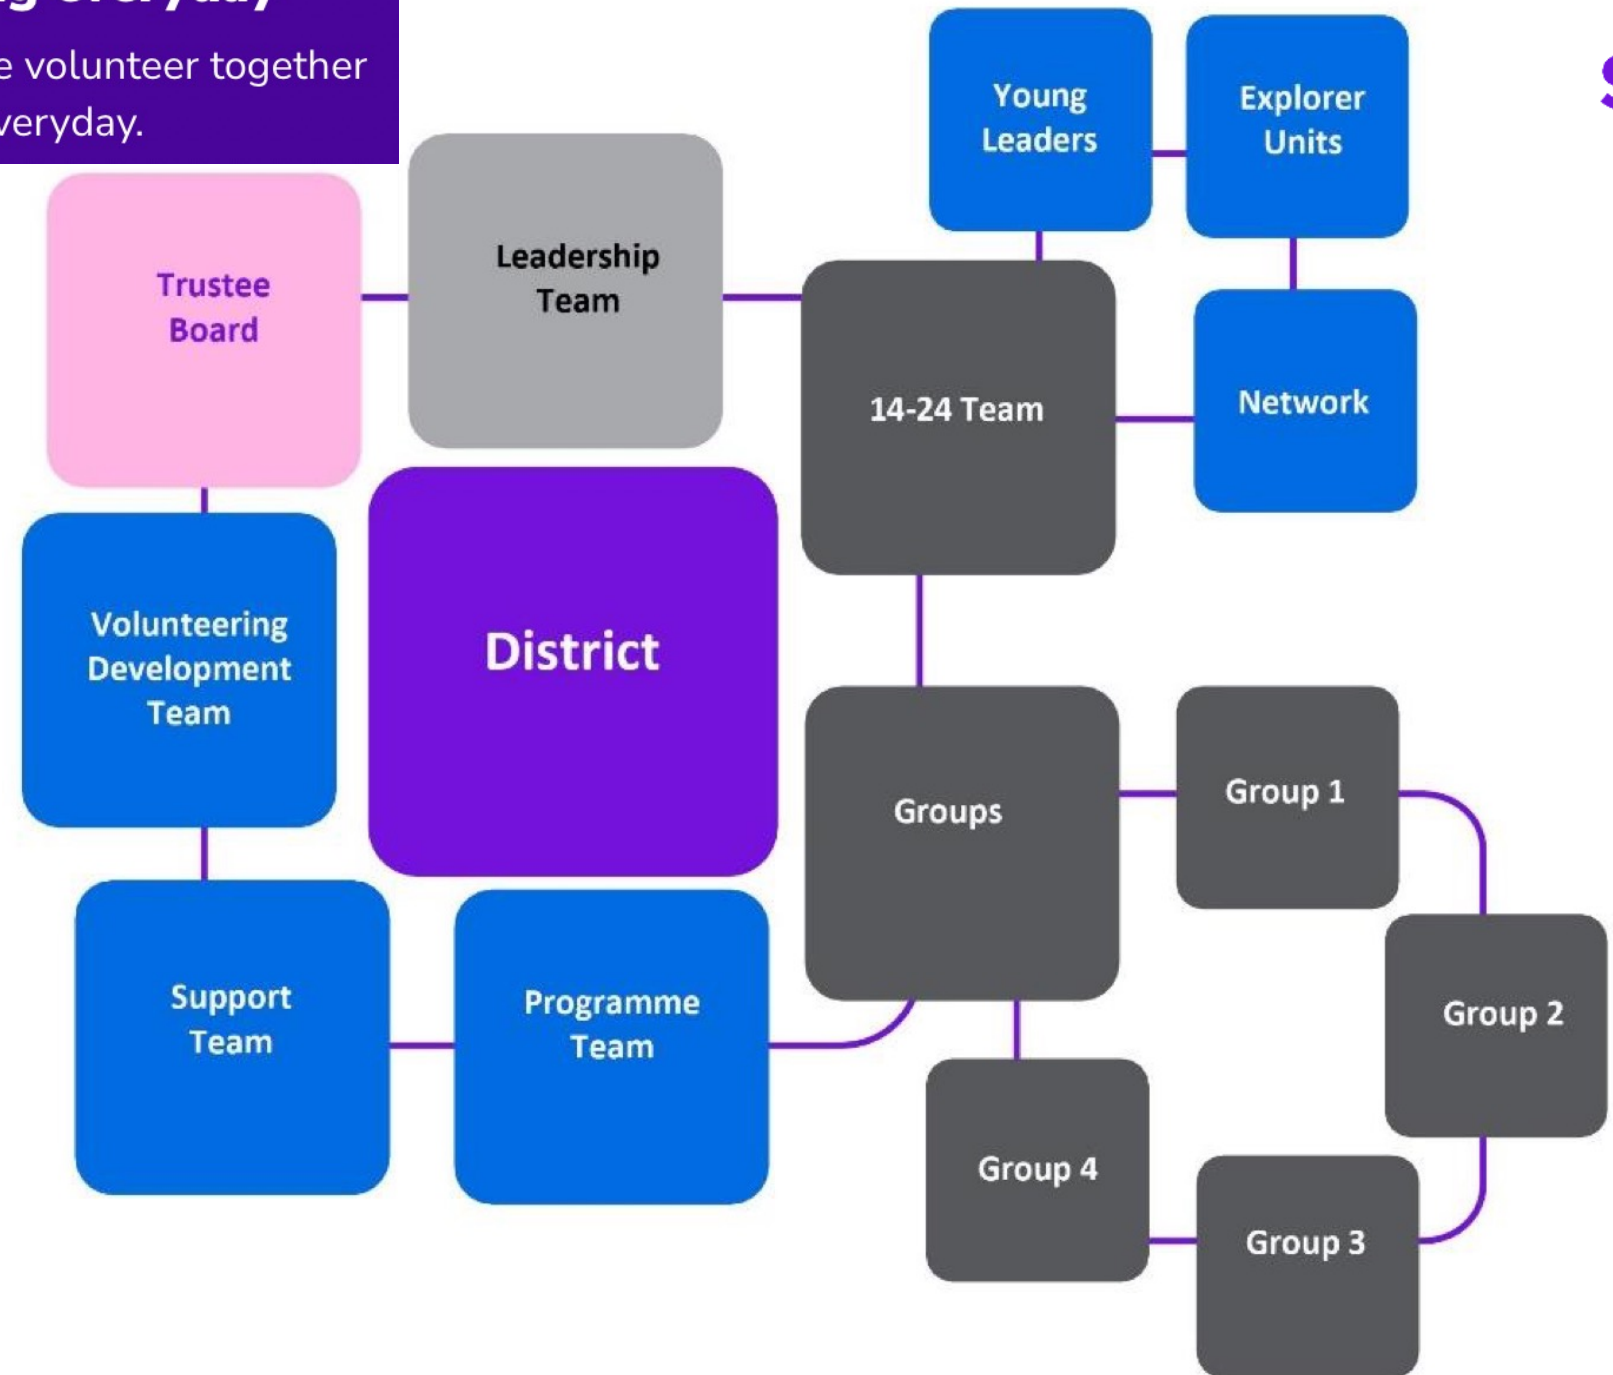 e volunteer together
veryday.
Young
Leaders
Explorer
Units
Trustee
Board
Leadership
Team
14-24 Team
Network
Volunteering
Development
Team
District
Groups
Group 1
Group 2
Support
Team
Programme
Team
Group 4
Group 3